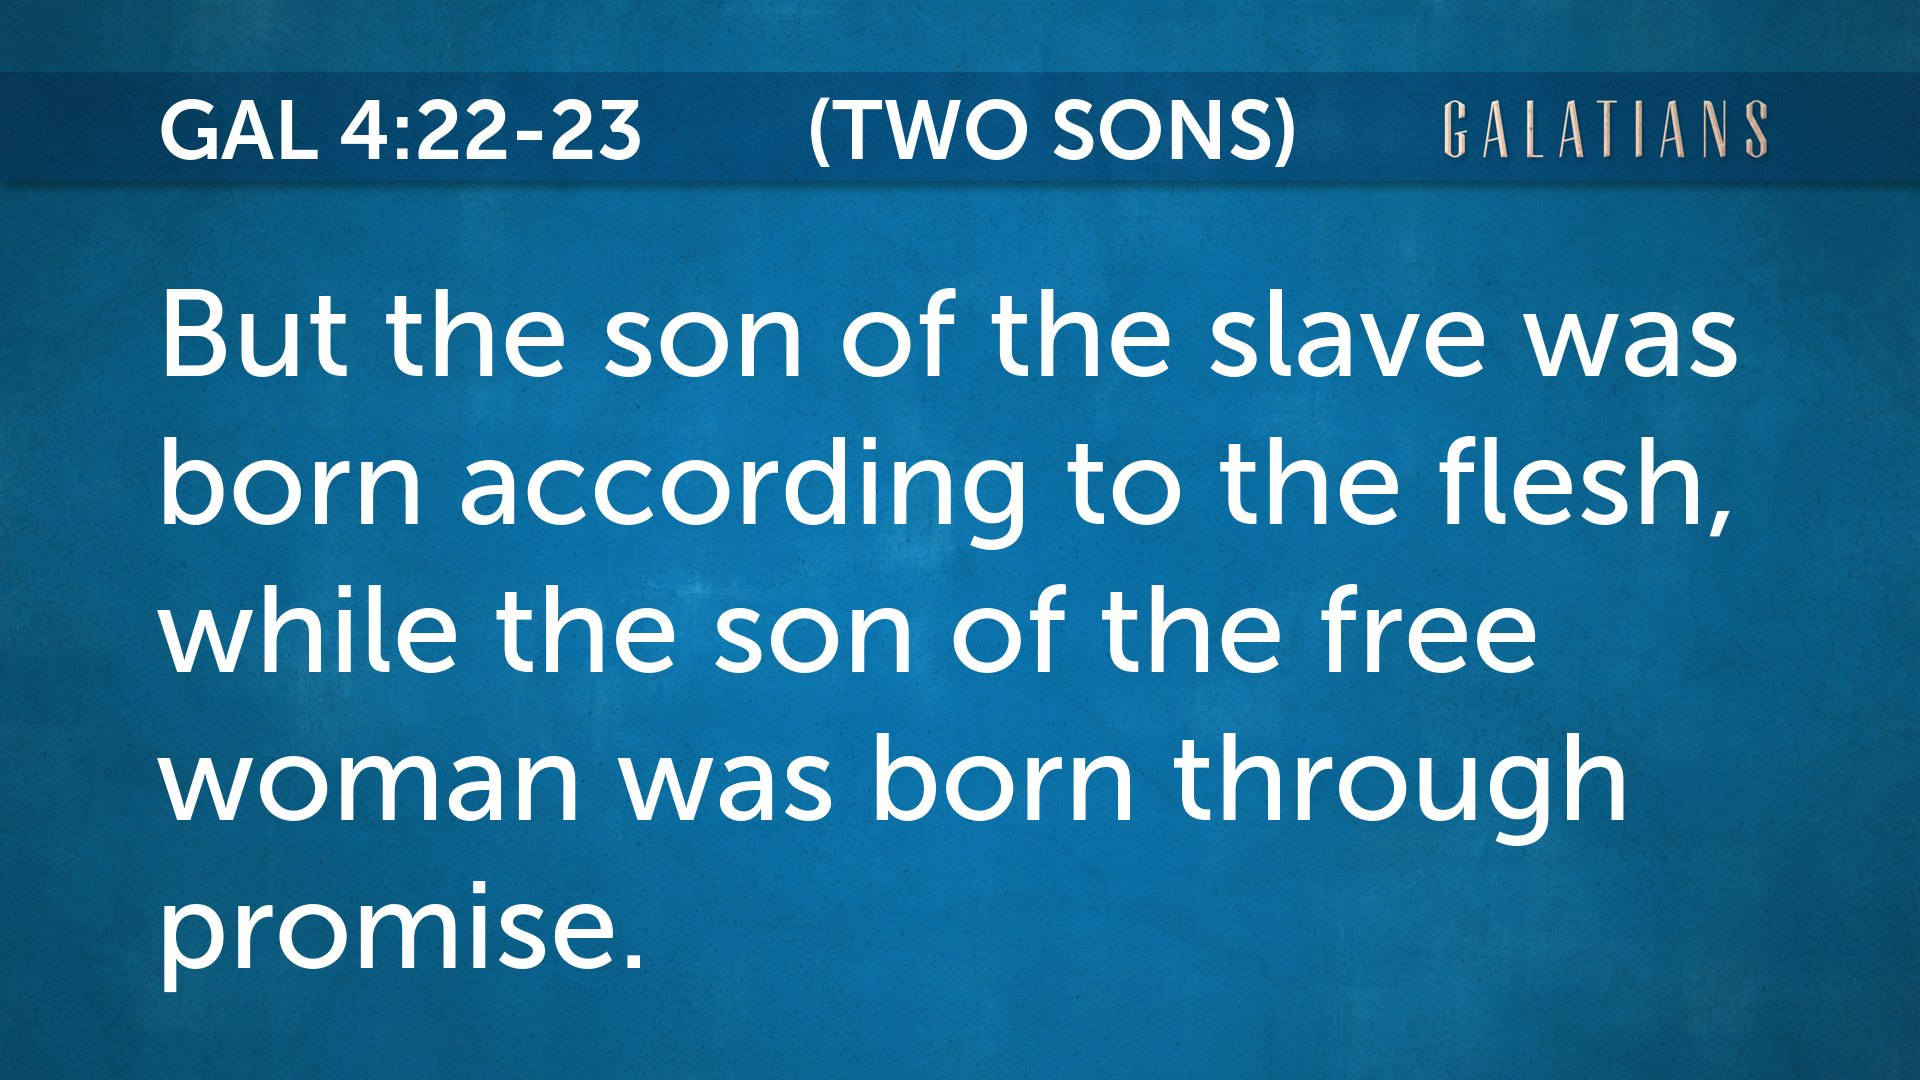 GAL 4:22-23 (TWO SONS) GALATIANS
But the son of the slave was
born according to the flesh,
while the son of the free
woman was born through
promise.